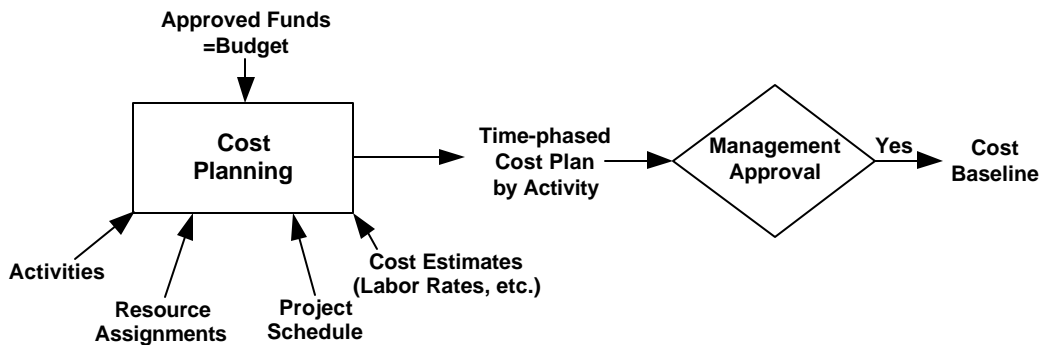 Approved Funds
=Budget
Cost
Planning
Time-phased
Cost Plan
by Activity
Management
Approval
Yes
Cost
Baseline
Activities
Resource
Assignments
Project
Schedule
Cost Estimates
(Labor Rates, etc.)